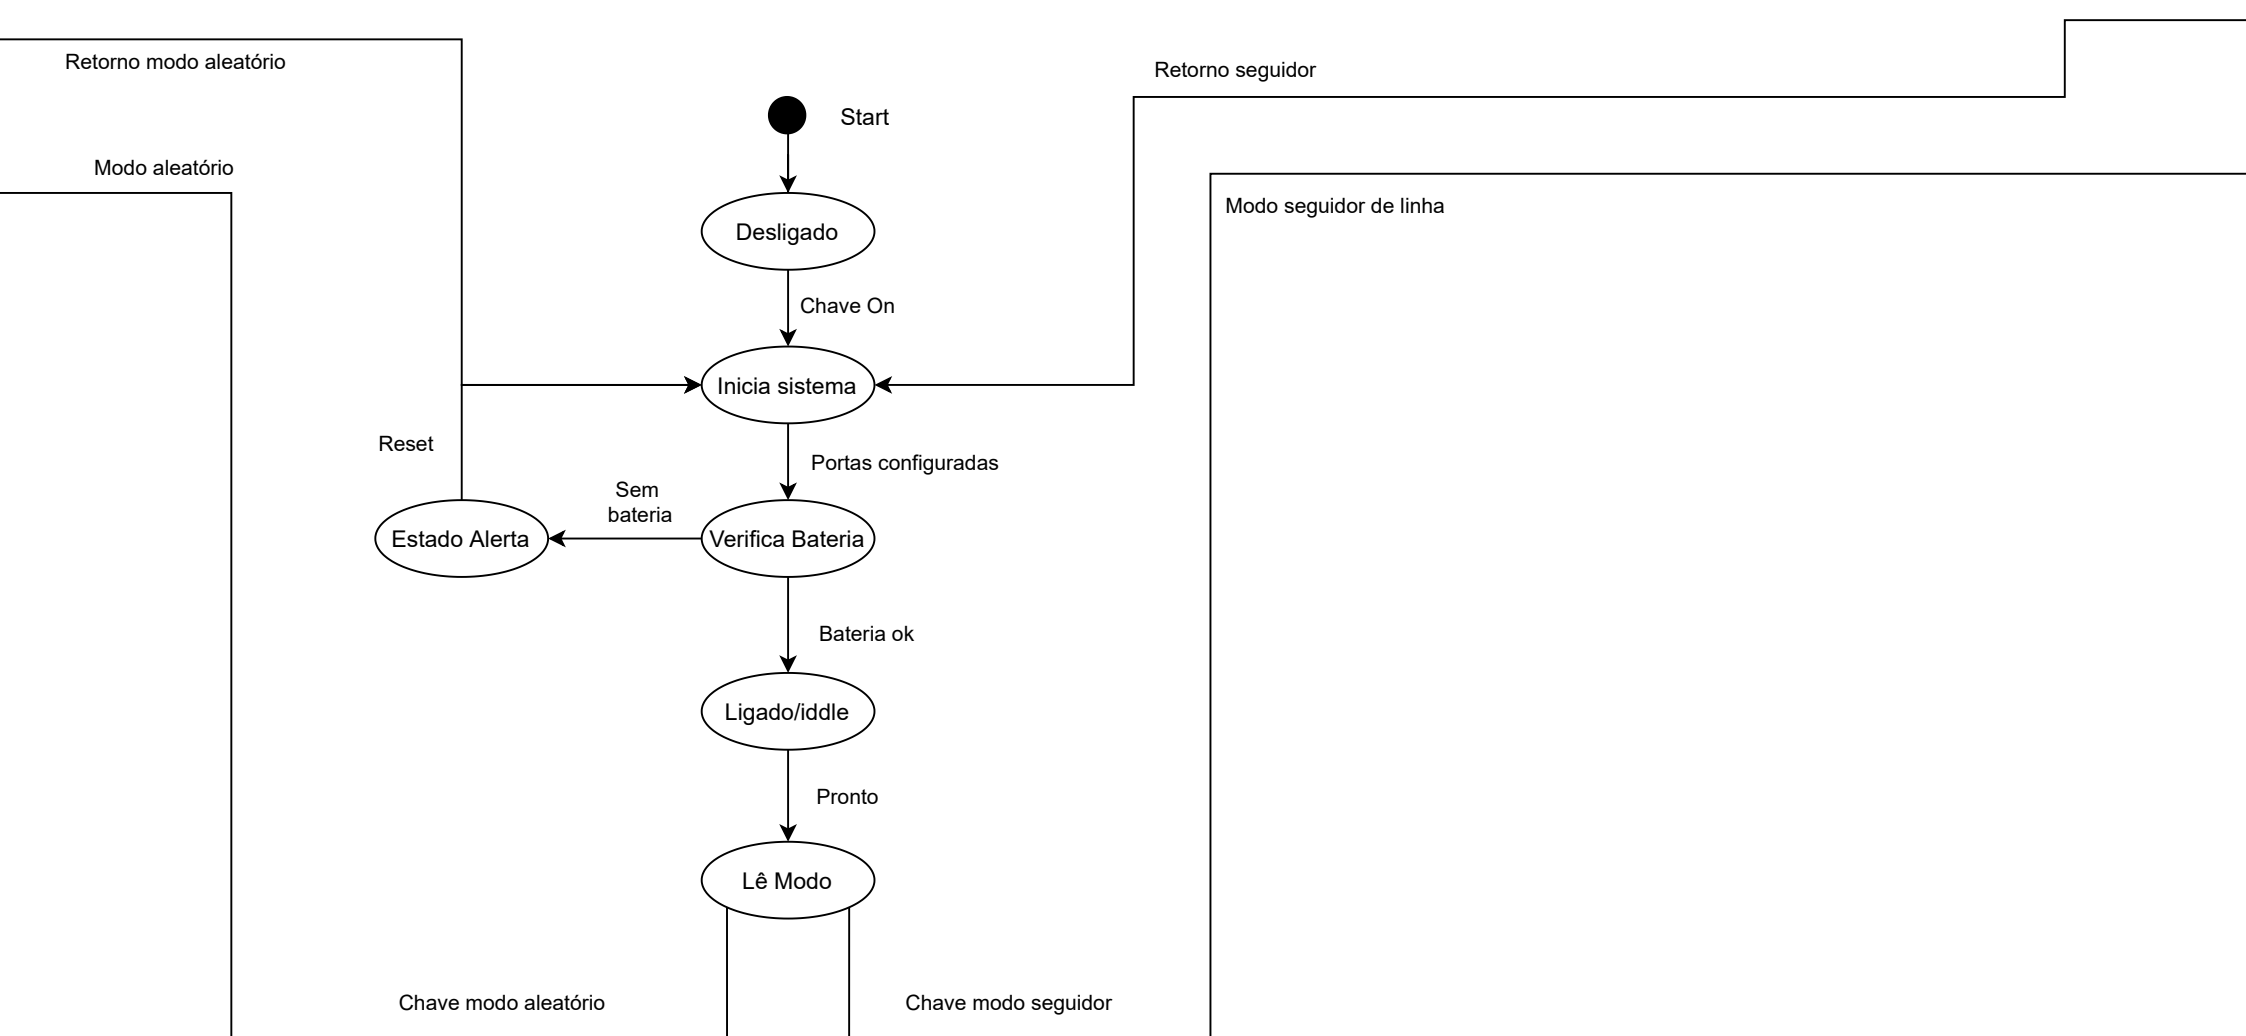 Retorno modo aleatório
Retorno seguidor
Start
Modo aleatório
Modo seguidor de linha
Desligado
Chave On
Inicia sistema
Reset
Portas configuradas
Sem
bateria
Estado Alerta
Verifica Bateria
Bateria ok
Ligado/iddle
Pronto
Lê Modo
Chave modo aleatório
Chave modo seguidor